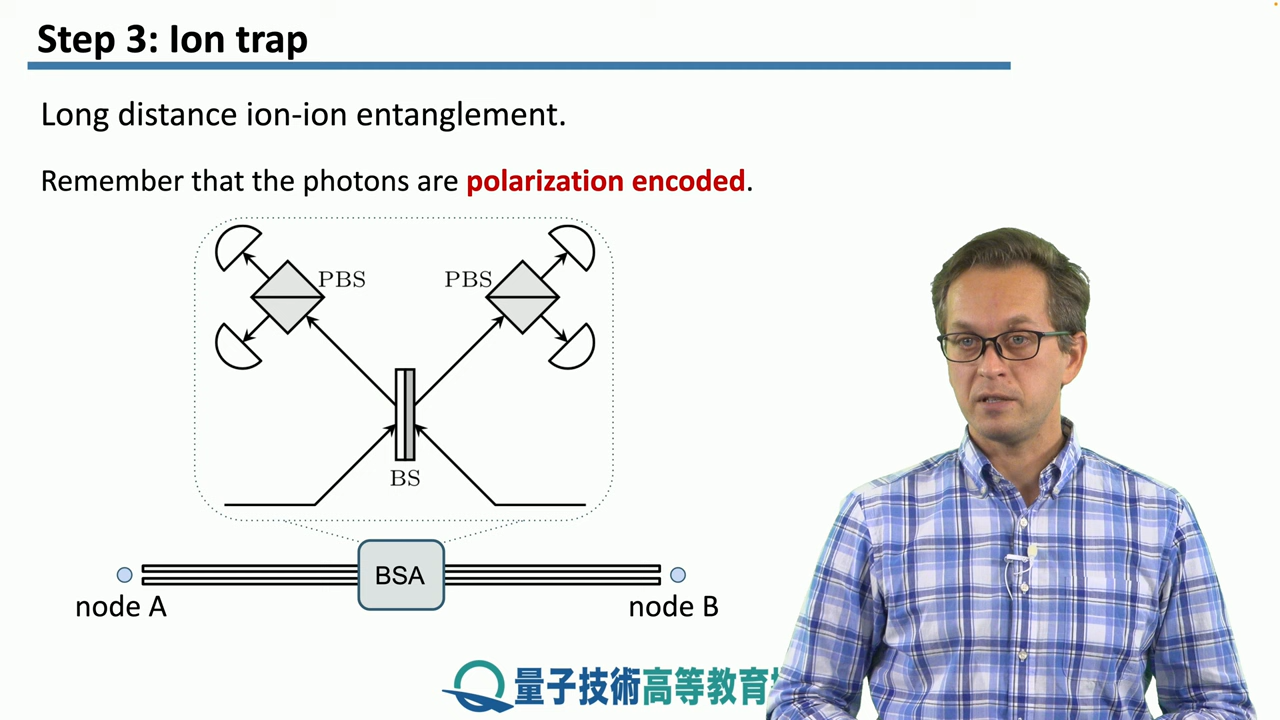 Step 3: Ion trap
Long distance ion-ion entanglement.
Remember that the photons are polarization encoded.
PBS PBS
BS
BSA
node A node B
量子技術高等教育